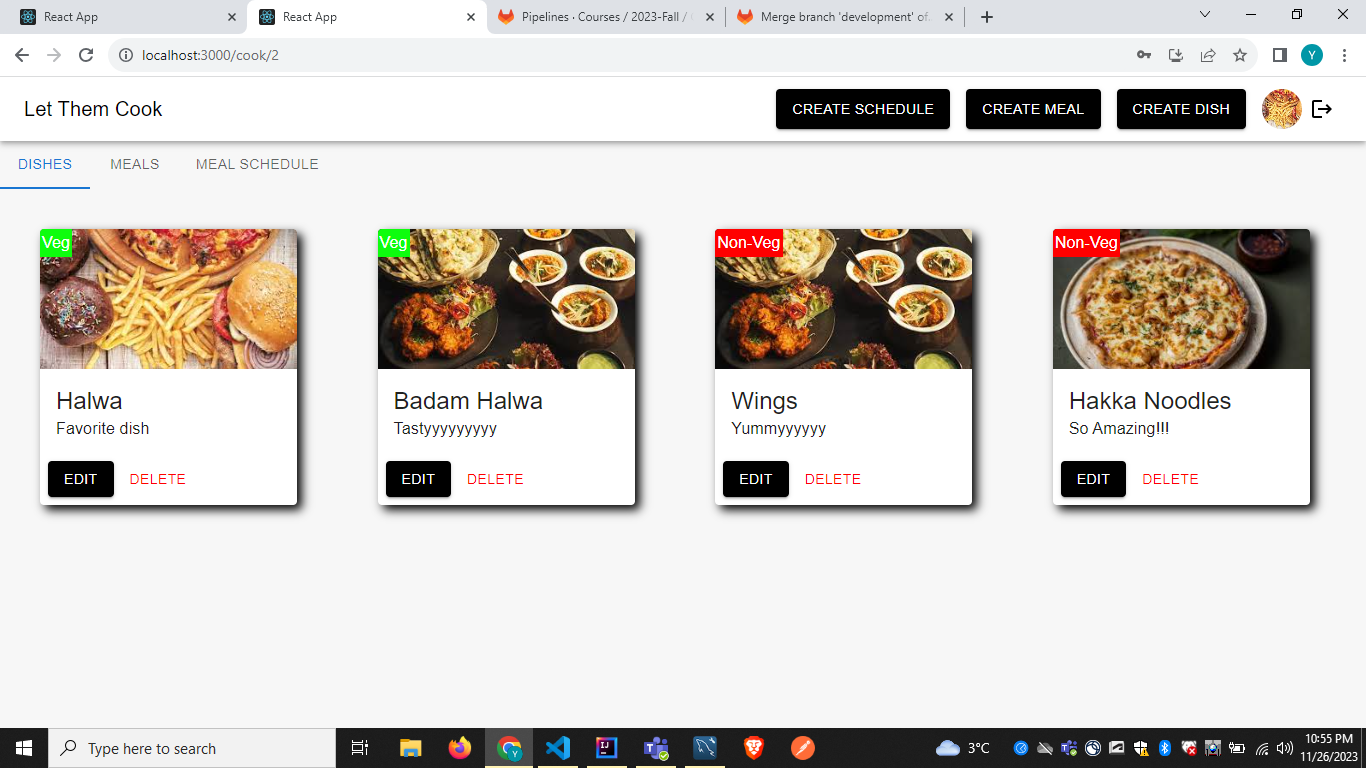 React App
React App
Pipelines · Courses / 2023-Fall /
Merge branch 'development' of
localhost:3000/cook/2
Y
Let Them Cook
CREATE SCHEDULE
CREATE MEAL
CREATE DISH
DISHES
MEALS
MEAL SCHEDULE
Veg
Veg
Non-Veg
Non-Veg
Halwa
Badam Halwa
Wings
Hakka Noodles
Favorite dish
Tastyyyyyyyyy
Yummyyyyyy
So Amazing!!!
EDIT
DELETE
EDIT
DELETE
EDIT
DELETE
EDIT
DELETE
Type here to search
3°C
10:55 PM
11/26/2023